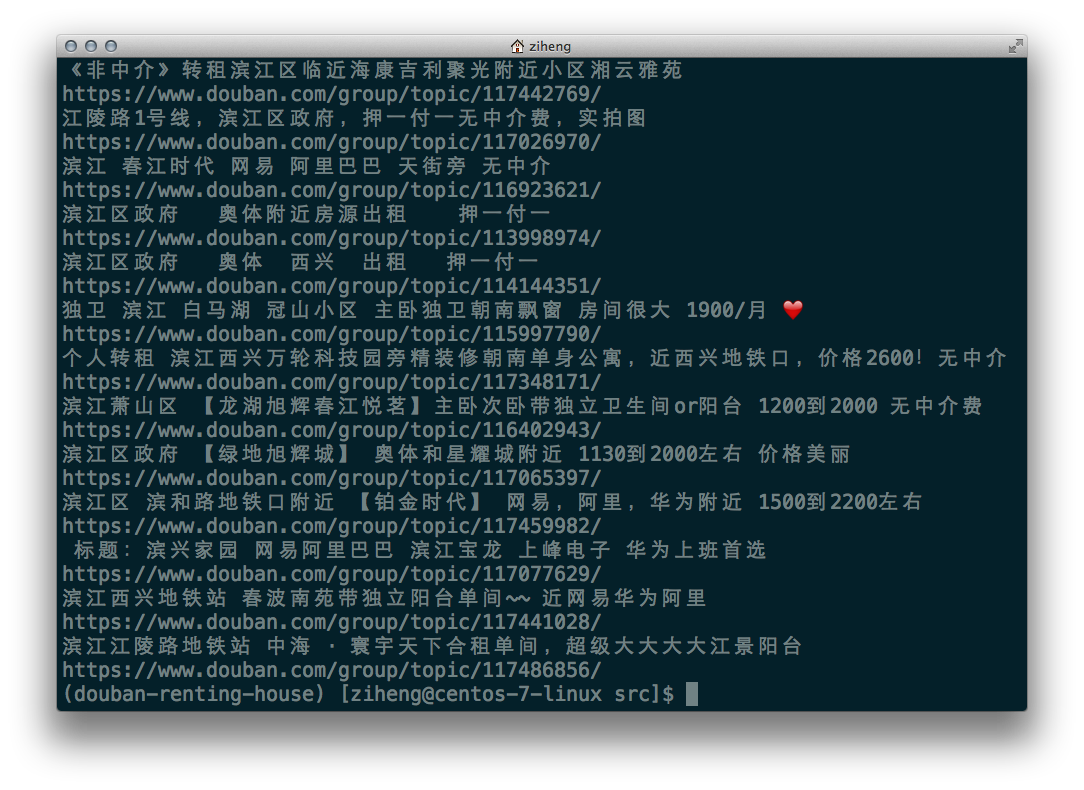 ziheng
《非中介》转租滨江区临近海康吉利聚光附近小区湘云雅苑
https://www.douban.com/group/topic/117442769/
江陵路1号线，滨江区政府，押一付一无中介费，实拍图
https://www.douban.com/group/topic/117026970/
滨江 春江时代 网易 阿里巴巴 天街旁 无中介
https://www.douban.com/group/topic/116923621/
滨江区政府   奥体附近房源出租    押一付一
https://www.douban.com/group/topic/113998974/
滨江区政府   奥体  西兴  出租   押一付一
https://www.douban.com/group/topic/114144351/
独卫 滨江 白马湖 冠山小区 主卧独卫朝南飘窗 房间很大 1900/月 ❤️
https://www.douban.com/group/topic/115997790/
个人转租 滨江西兴万轮科技园旁精装修朝南单身公寓，近西兴地铁口，价格2600！无中介
https://www.douban.com/group/topic/117348171/
滨江萧山区 【龙湖旭辉春江悦茗】主卧次卧带独立卫生间or阳台 1200到2000 无中介费
https://www.douban.com/group/topic/116402943/
滨江区政府 【绿地旭辉城】 奥体和星耀城附近 1130到2000左右 价格美丽
https://www.douban.com/group/topic/117065397/
滨江区 滨和路地铁口附近 【铂金时代】 网易，阿里，华为附近 1500到2200左右
https://www.douban.com/group/topic/117459982/
标题：滨兴家园 网易阿里巴巴 滨江宝龙 上峰电子 华为上班首选
https://www.douban.com/group/topic/117077629/
滨江西兴地铁站 春波南苑带独立阳台单间~~ 近网易华为阿里
https://www.douban.com/group/topic/117441028/
滨江江陵路地铁站 中海 · 寰宇天下合租单间，超级大大大大江景阳台
https://www.douban.com/group/topic/117486856/
(douban-renting-house) [ziheng@centos-7-linux src]$